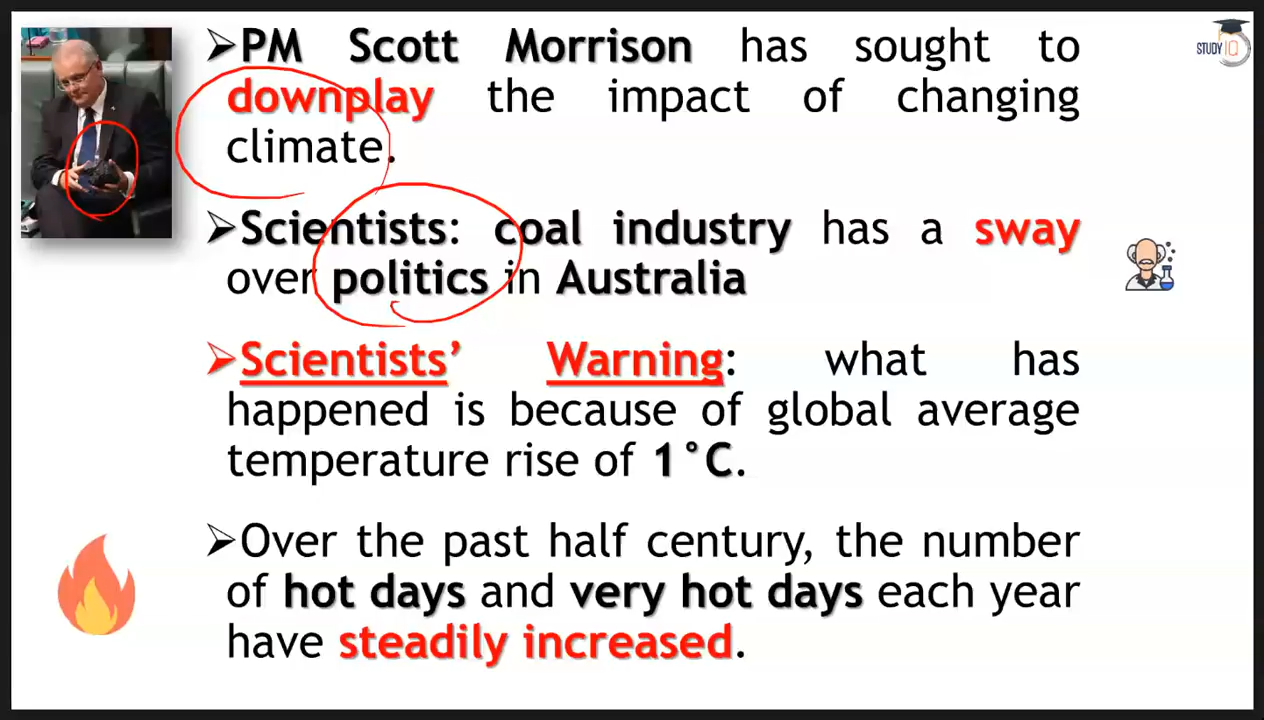 ➢PM Scott Morrison has sought to
downplay the impact of changing
climate.
➢Scientists: coal industry has a sway
over politics in Australia
➢Scientists’ Warning: what has
happened is because of global average
temperature rise of 1°C.
➢Over the past half century, the number
of hot days and very hot days each year
have steadily increased.
STUDY IQ